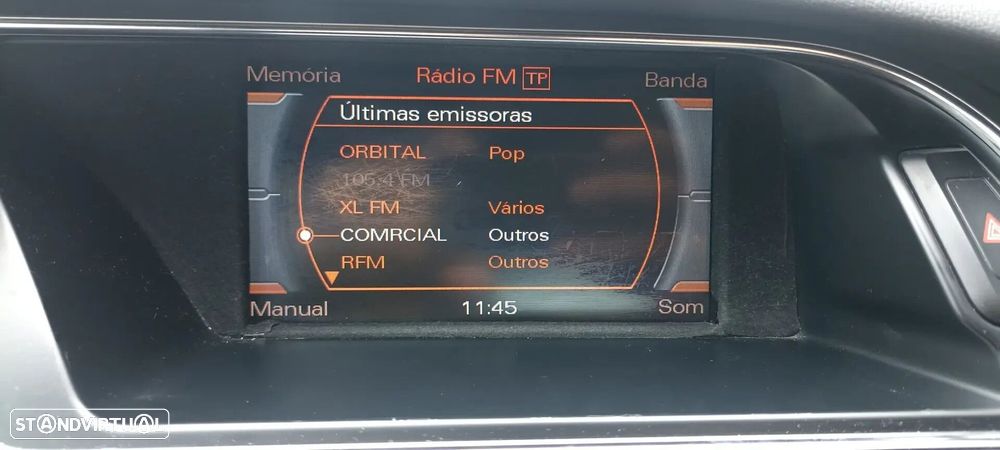 Memória Rádio FM TP Banda
Últimas emissoras
ORBITAL Pop
105.4 FM
XL FM Vários
COMRCIAL Outros
RFM Outros
Manual 11:45 Som
STANDVIRTUAL